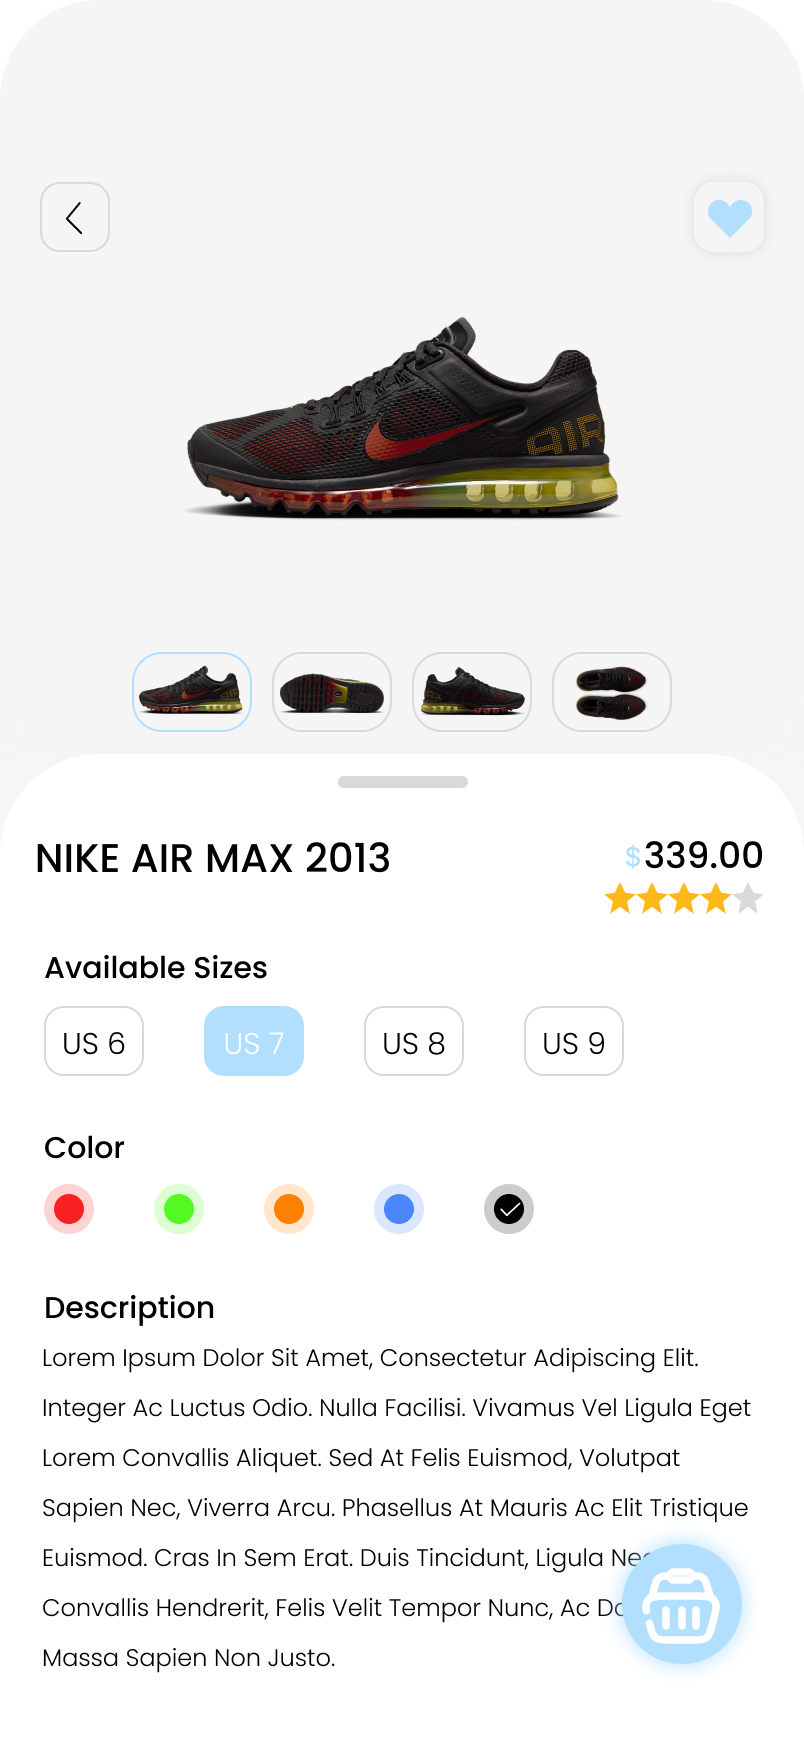 AIR
NIKE AIR MAX 2013
$339.00
Available Sizes
US 6
US 7
US 8
US 9
Color
Description
Lorem Ipsum Dolor Sit Amet, Consectetur Adipiscing Elit.
Integer Ac Luctus Odio. Nulla Facilisi. Vivamus Vel Ligula Eget
Lorem Convallis Aliquet. Sed At Felis Euismod, Volutpat
Sapien Nec, Viverra Arcu. Phasellus At Mauris Ac Elit Tristique
Euismod. Cras In Sem Erat. Duis Tincidunt, Ligula
Convallis Hendrerit, Felis Velit Tempor Nunc, Ac
Massa Sapien Non Justo.